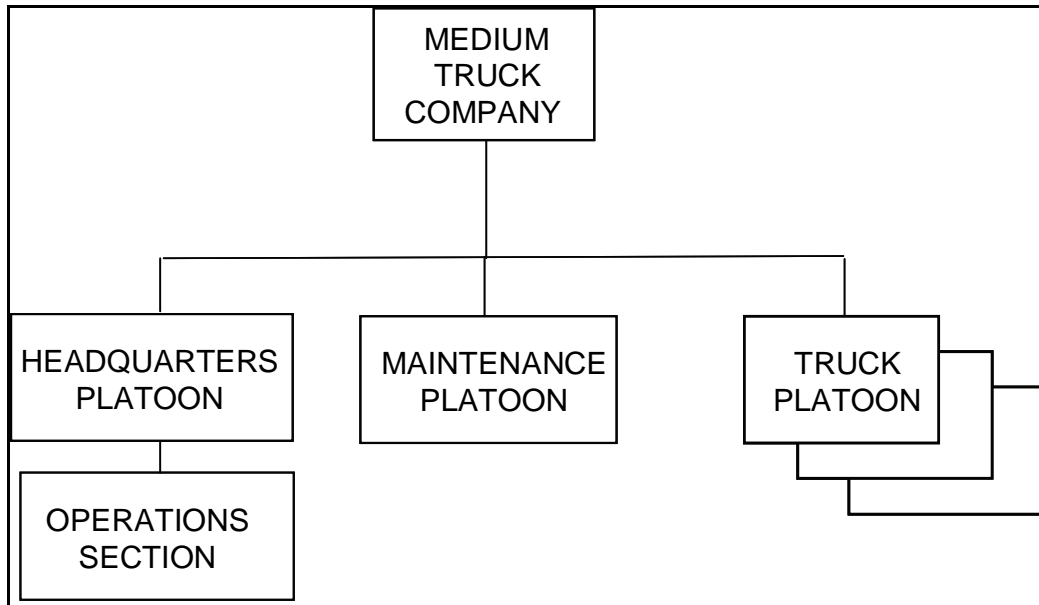 MEDIUM
TRUCK
COMPANY
HEADQUARTERS
PLATOON
MAINTENANCE
PLATOON
TRUCK
PLATOON
OPERATIONS
SECTION